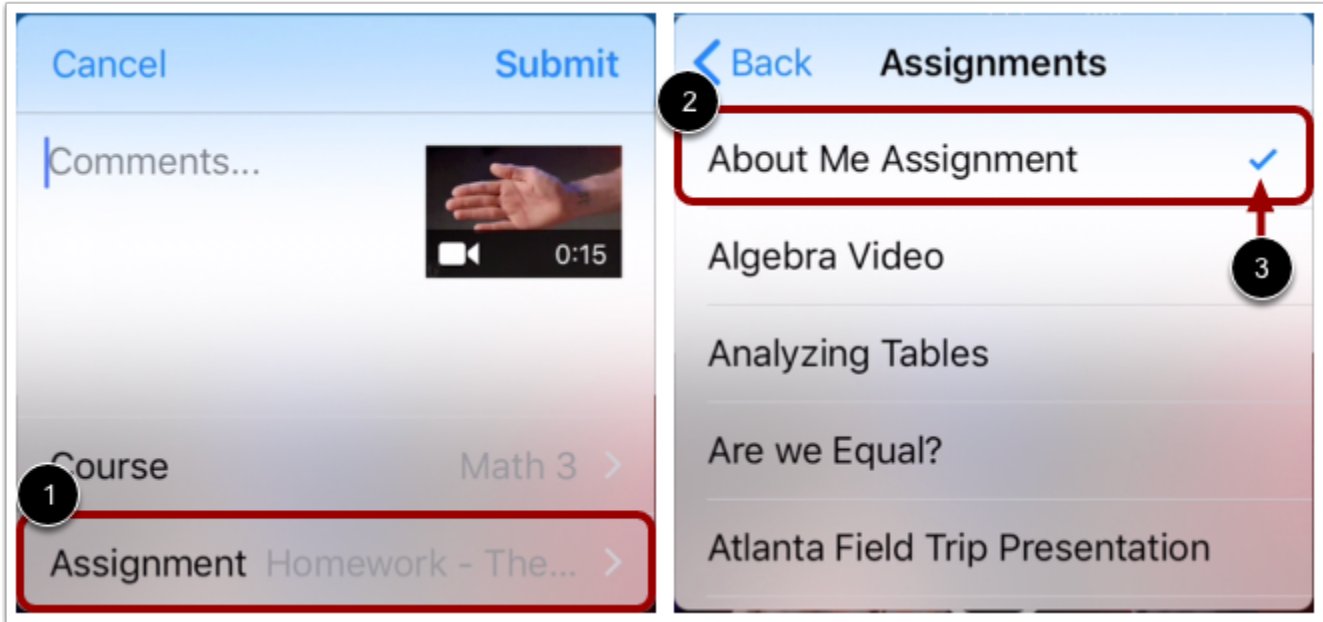 Cancel Submit
Comments...
0:15
Course Math 3
1
Assignment Homework - The...
Back Assignments
2
About Me Assignment
Algebra Video
3
Analyzing Tables
Are we Equal?
Atlanta Field Trip Presentation